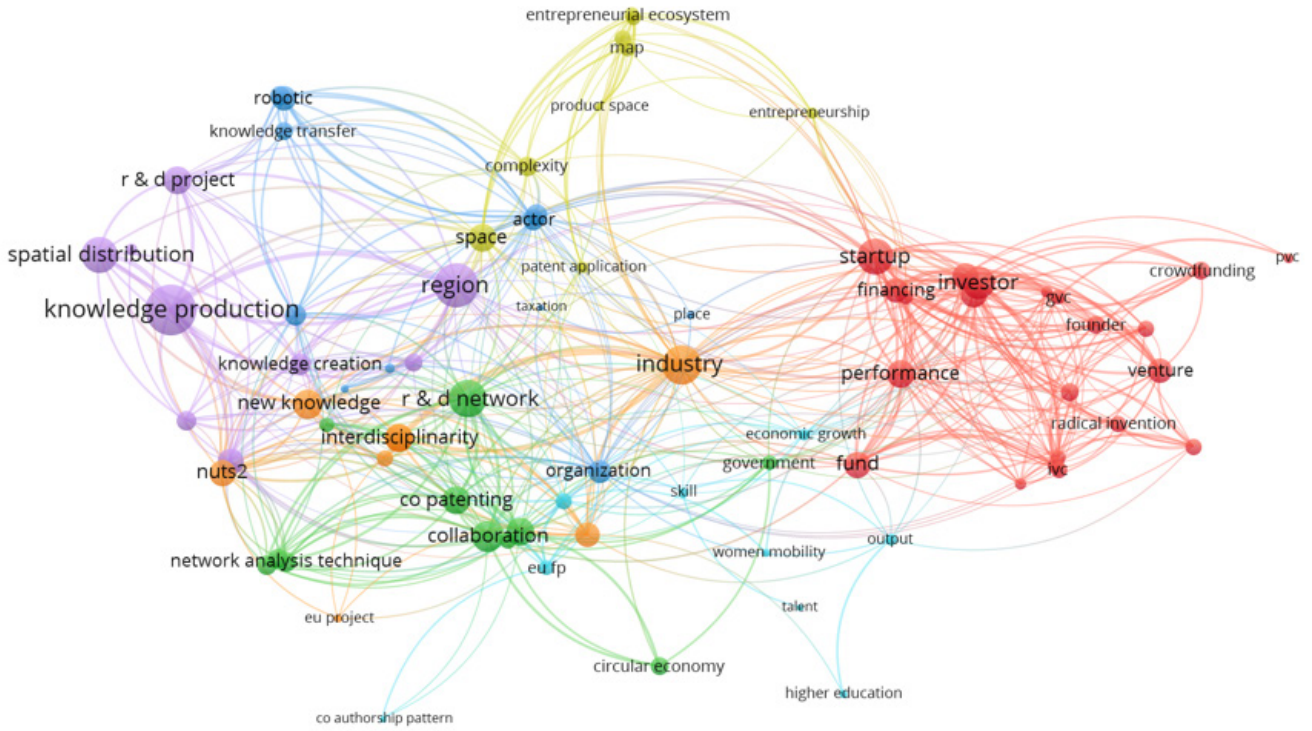 entrepreneurial ecosystem
map
robotic
product space
entrepreneurship
knowledge transfer
complexity
r & d project
actor
space
spatial distribution
startup
patent application
pvc
crowdfunding
region
investor
financing
gvc
knowledge production
taxation
place
founder
knowledge creation
industry
performance
venture
new knowledge
r & d network
radical invention
interdisciplinarity
economic growth
nuts2
organization
government
fund
ivc
co patenting
skill
collaboration
output
women mobility
network analysis technique
eu fp
talent
eu project
circular economy
higher education
co authorship pattern